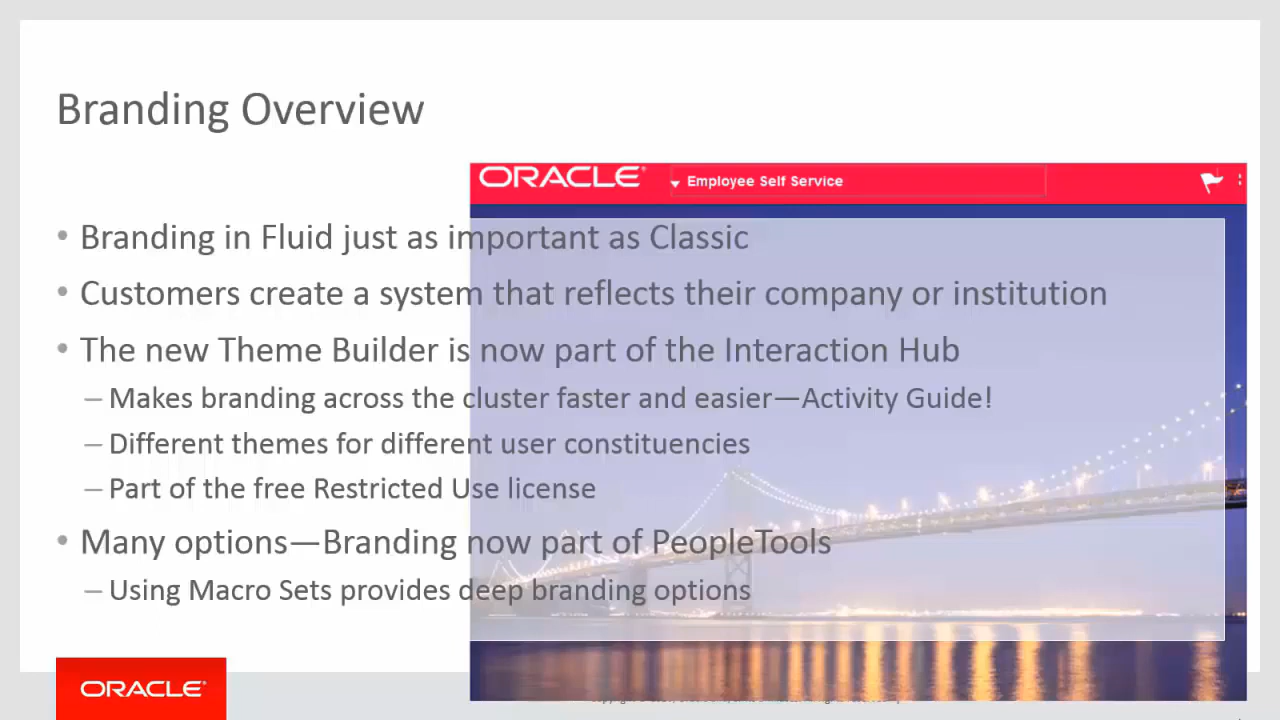 Branding Overview
ORACLE
Employee Self Service
• Branding in Fluid just as important as Classic
• Customers create a system that reflects their company or institution
• The new Theme Builder is now part of the Interaction Hub
– Makes branding across the cluster faster and easier—Activity Guide!
– Different themes for different user constituencies
– Part of the free Restricted Use license
• Many options—Branding now part of PeopleTools
– Using Macro Sets provides deep branding options
ORACLE